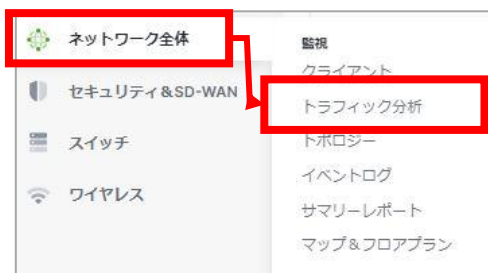 ネットワーク全体
セキュリティ&SD-WAN
スイッチ
ワイヤレス
監視
クライアント
トラフィック分析
トポロジー
イベントログ
サマリーレポート
マップ&フロアプラン